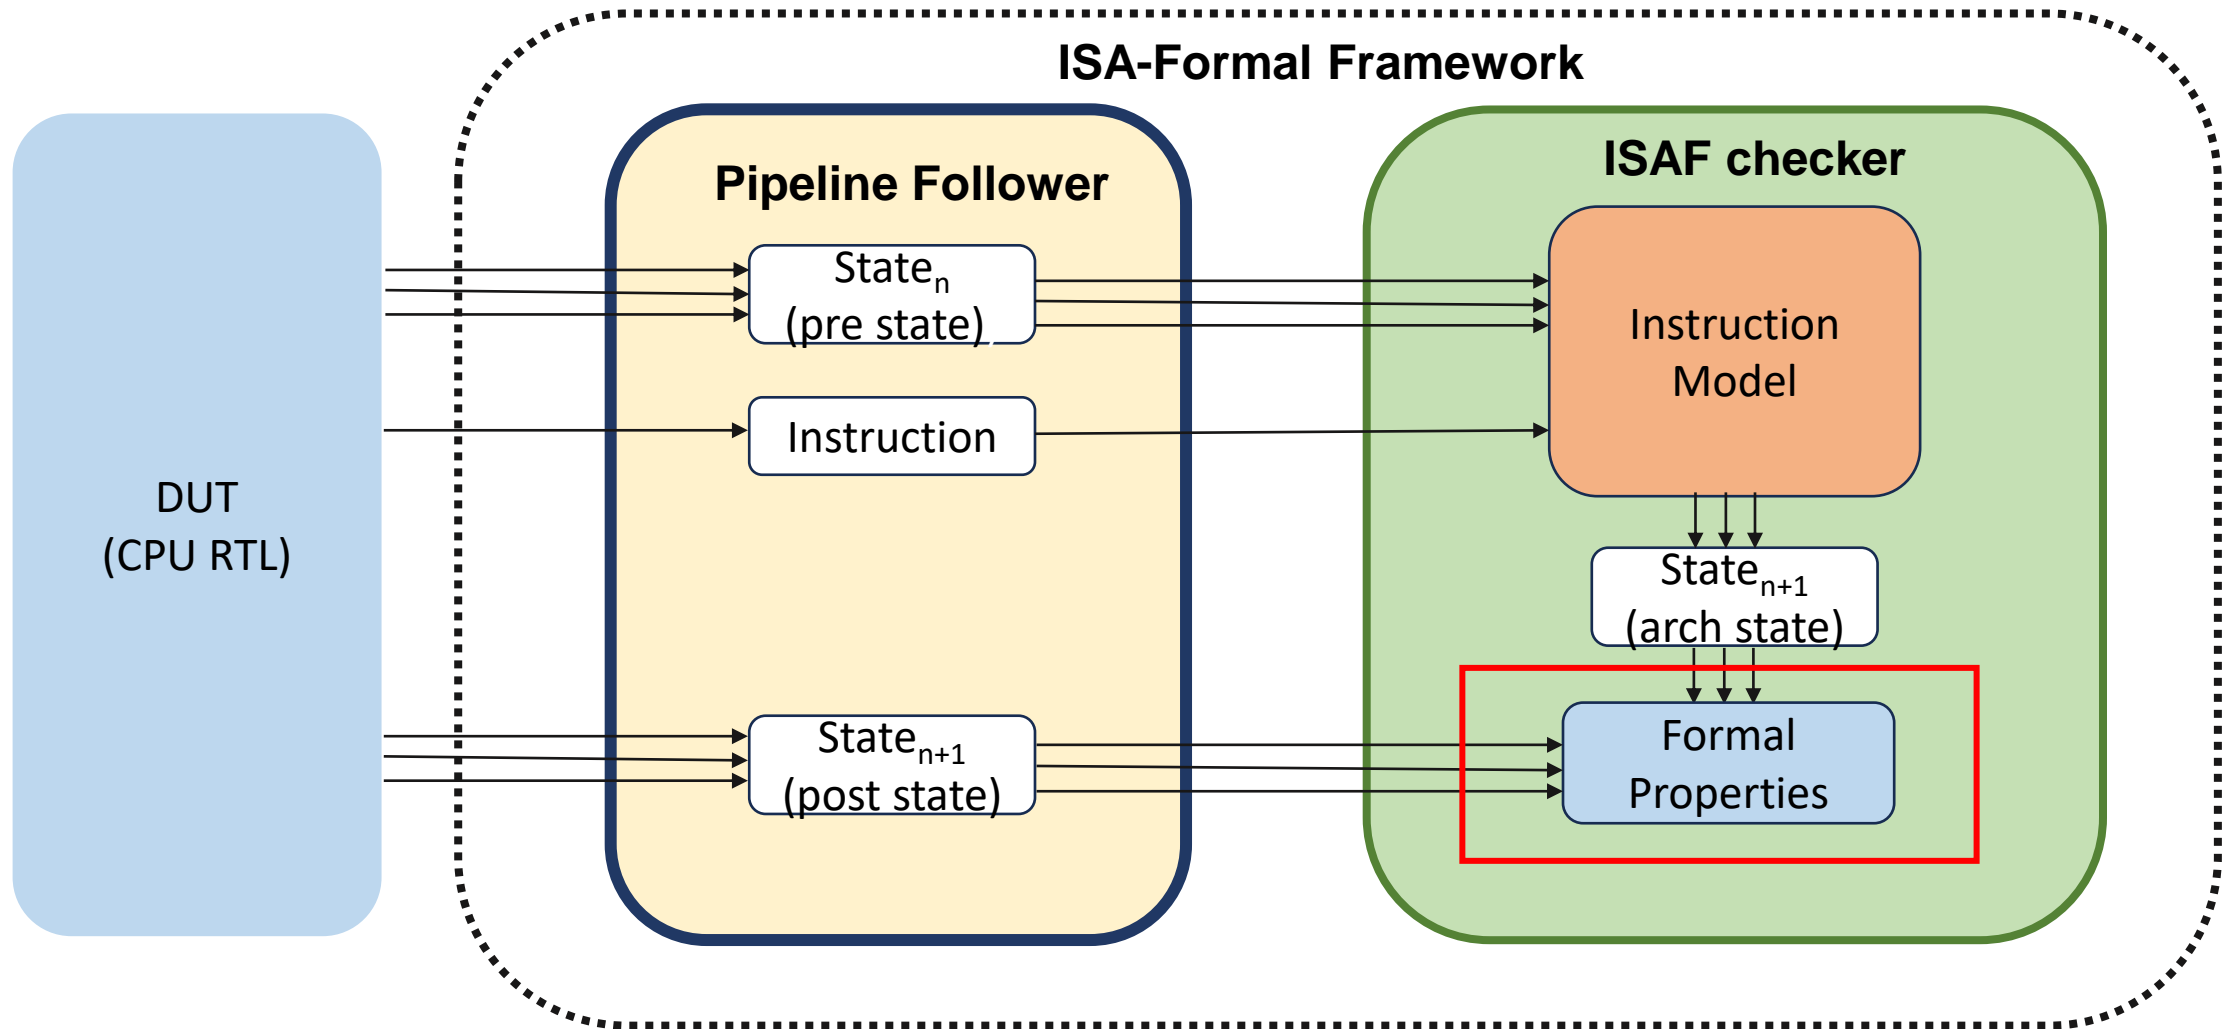 ISA-Formal Framework
Pipeline Follower
ISAF checker
DUT
(CPU RTL)
Stateₙ
(pre state)
Instruction
Stateₙ₊₁
(post state)
Instruction
Model
Stateₙ₊₁
(arch state)
Formal
Properties